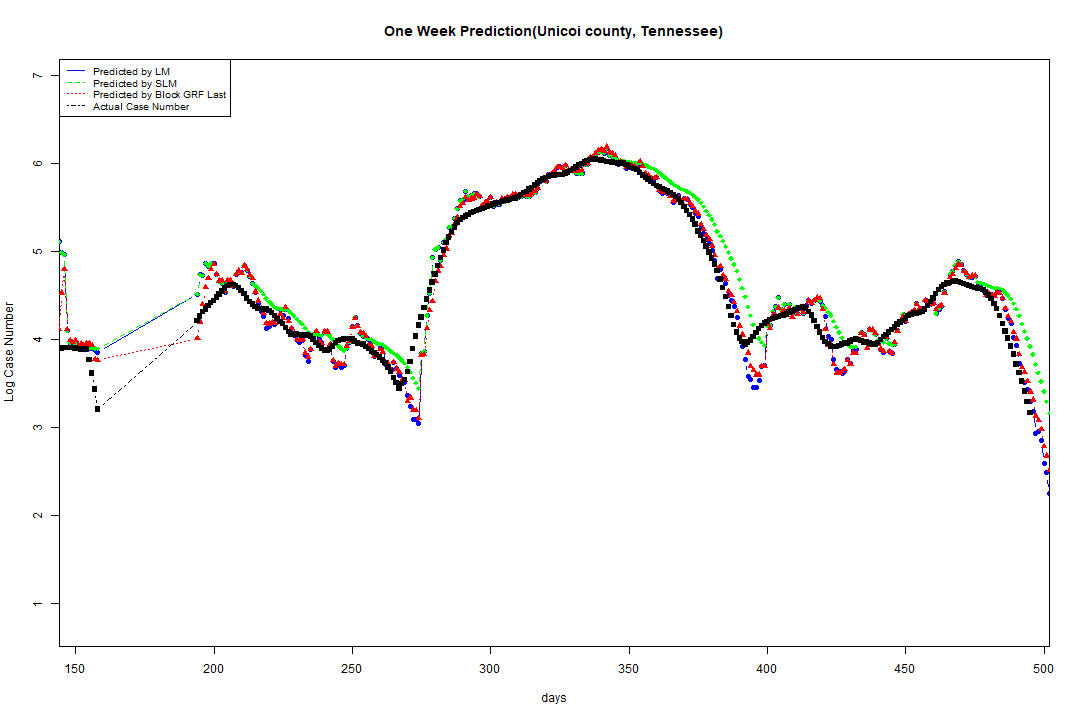 One Week Prediction(Unicoi county, Tennessee)
Predicted by LM
Predicted by SLM
Predicted by Block GRF Last
Actual Case Number
7
6
5
4
3
2
1
Log Case Number
150 200 250 300 350 400 450 500
days